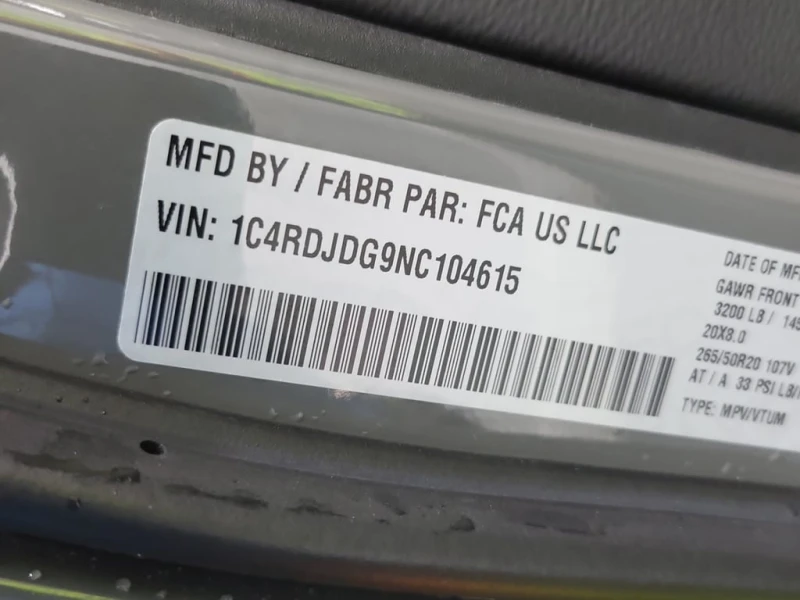 MFD BY / FABR PAR: FCA US LLC
VIN: 1C4RDJDG9NC104615
DATE OF MF
GAWR FRONT
3200 LB / 145
20X8.0
265/50R20 107V
AT / A 33 PSI LB/
TYPE: MPV/VTUM